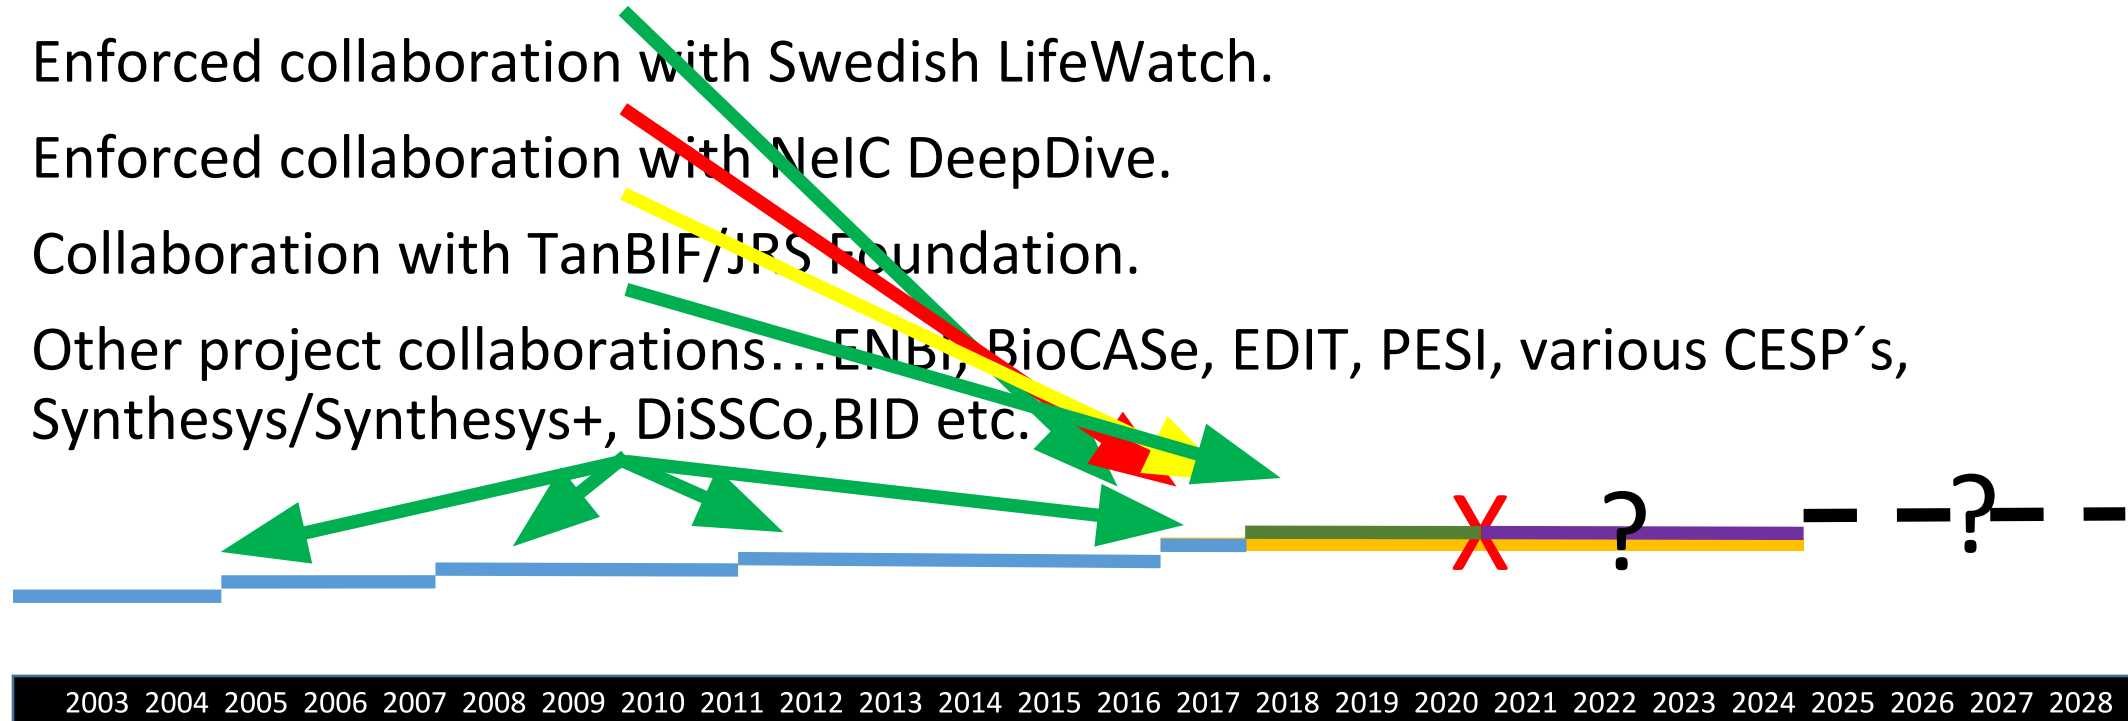 Enforced collaboration with Swedish LifeWatch.
Enforced collaboration with NeIC DeepDive.
Collaboration with TanBIF/JRS Foundation.
Other project collaborations…ENBI, BioCASe, EDIT, PESI, various CESP´s,
Synthesys/Synthesys+, DiSSCo,BID etc.
X ? ?
2003 2004 2005 2006 2007 2008 2009 2010 2011 2012 2013 2014 2015 2016 2017 2018 2019 2020 2021 2022 2023 2024 2025 2026 2027 2028